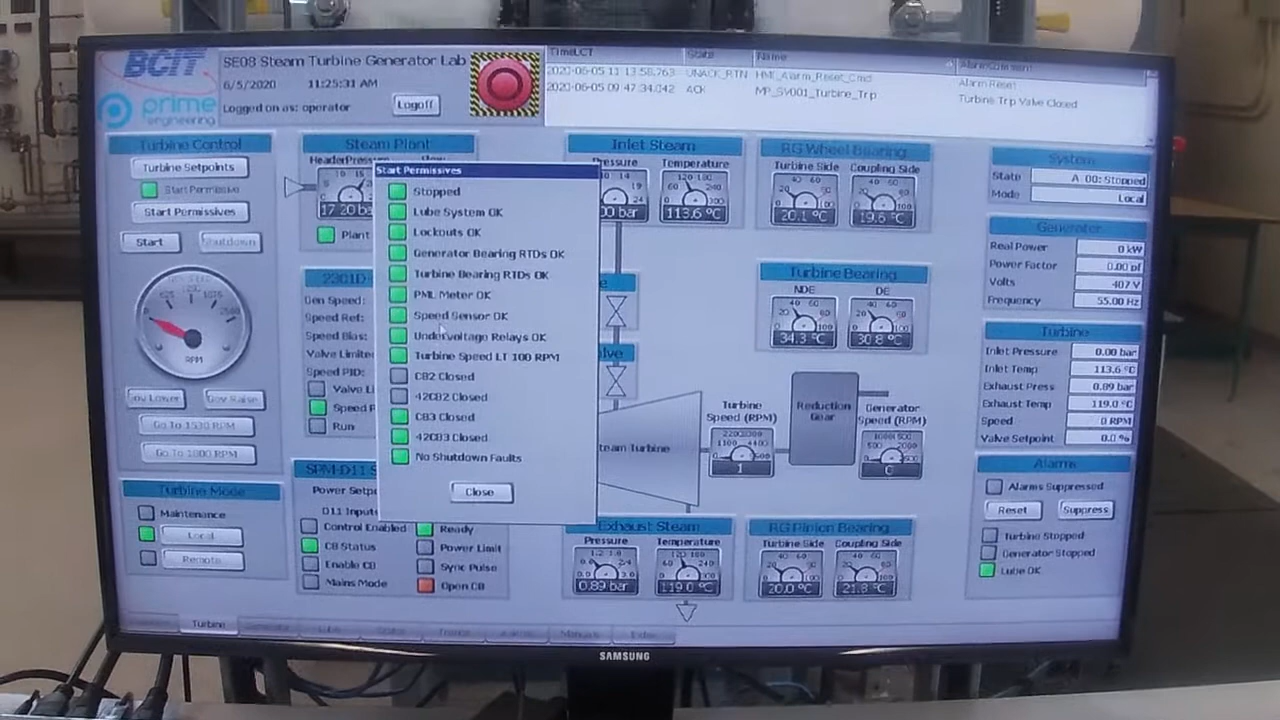 BCIT
prime
engineering
SE08 Steam Turbine Generator Lab
6/5/2020 11:25:31 AM
Logged on as: operator
Logoff
TimeLCT State Name AlarmComment
2020-06-05 11 13:58.763 UNACK_RTN HMI_Alarm_Reset_Cmd Alarm Reset
2020-06-05 09 47:34.042 ACK MP_SV001_Turbine_Trip Turbine Trip Valve Closed
Turbine Control
Turbine Setpoints
Start Permissive
Start Permissives
Start Shutdown
RPM
Gov Lower Gov Raise
Go To 1530 RPM
Go To 1800 RPM
Turbine Mode
Maintenance
Local
Remote
Steam Plant
Plant
2301D
Gen Speed:
Speed Ref:
Speed Bias:
Speed PID:
Run
Power
D11
Control Enabled
CB Status
Enable CB
Mains Mode
Ready
Power Limit
Sync Pulse
Open CB
Start Permissives
Stopped
Lube System OK
Lockouts OK
Generator Bearing RTDs OK
Turbine Bearing RTDs OK
PML Meter OK
Speed Sensor OK
Undervoltage Relays OK
Turbine Speed LT 100 RPM
CB2 Closed
42CB2 Closed
CB3 Closed
42CB3 Closed
No Shutdown Faults
Close
Inlet Steam
Pressure Temperature
bar 113.6 °C
Turbine
Exhaust Steam
Pressure Temperature
0.89 bar 119.0 °C
RG Wheel Bearing
Turbine Side Coupling Side
20.1 °C 19.6 °C
Turbine Bearing
NDE DE
34.3 °C 30.8 °C
Turbine
Speed (RPM)
1
Reduction
Gear
Generator
Speed (RPM)
RG Pinion Bearing
Turbine Side Coupling Side
20.0 °C 21.8 °C
System
State A 00: Stopped
Mode Local
Generator
Real Power 0 kW
Power Factor 0.00 pf
Volts 407 V
Frequency 55.00 Hz
Turbine
Inlet Pressure 0.00 bar
Inlet Temp 113.6 °C
Exhaust Press 0.89 bar
Exhaust Temp 119.0 °C
Speed 0 RPM
Valve Setpoint 0.0 %
Alarms
Alarms Suppressed
Reset Suppress
Turbine Stopped
Generator Stopped
Lube OK
Turbine
SAMSUNG